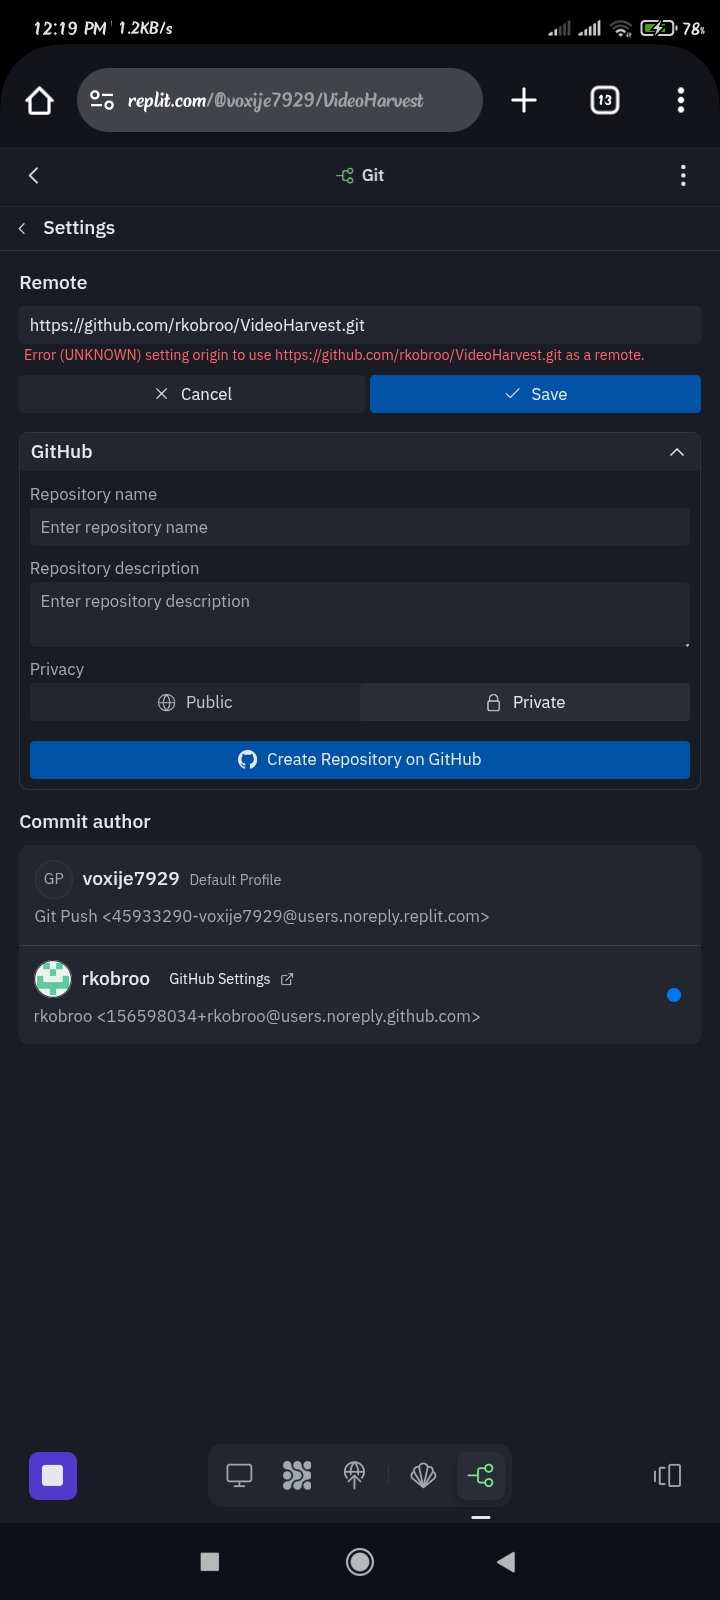 12:19 PM 1.2KB/s 78%
replit.com/@voxije7929/VideoHarvest 13
Git
Settings
Remote
https://github.com/rkobroo/VideoHarvest.git
Error (UNKNOWN) setting origin to use https://github.com/rkobroo/VideoHarvest.git as a remote.
Cancel Save
GitHub
Repository name
Enter repository name
Repository description
Enter repository description
Privacy
Public Private
Create Repository on GitHub
Commit author
GP voxije7929 Default Profile
Git Push <45933290-voxije7929@users.noreply.replit.com>
rkobroo GitHub Settings
rkobroo <156598034+rkobroo@users.noreply.github.com>